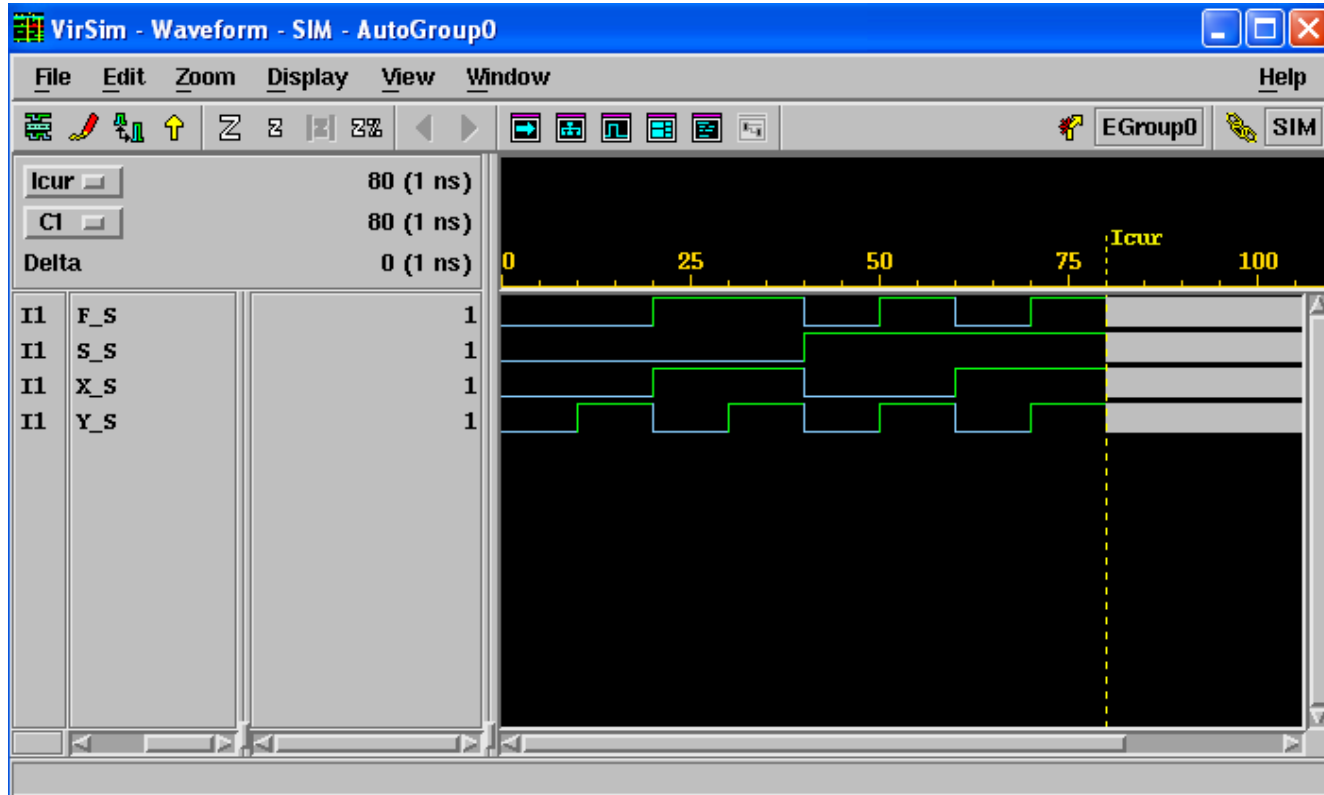 VirSim - Waveform - SIM - AutoGroup0
File Edit Zoom Display View Window Help
Z Z |Z| Z% EGroup0 SIM
Icur 80 (1 ns)
C1 80 (1 ns)
Icur
Delta 0 (1 ns) 0 25 50 75 100
I1 F_S 1
I1 S_S 1
I1 X_S 1
I1 Y_S 1